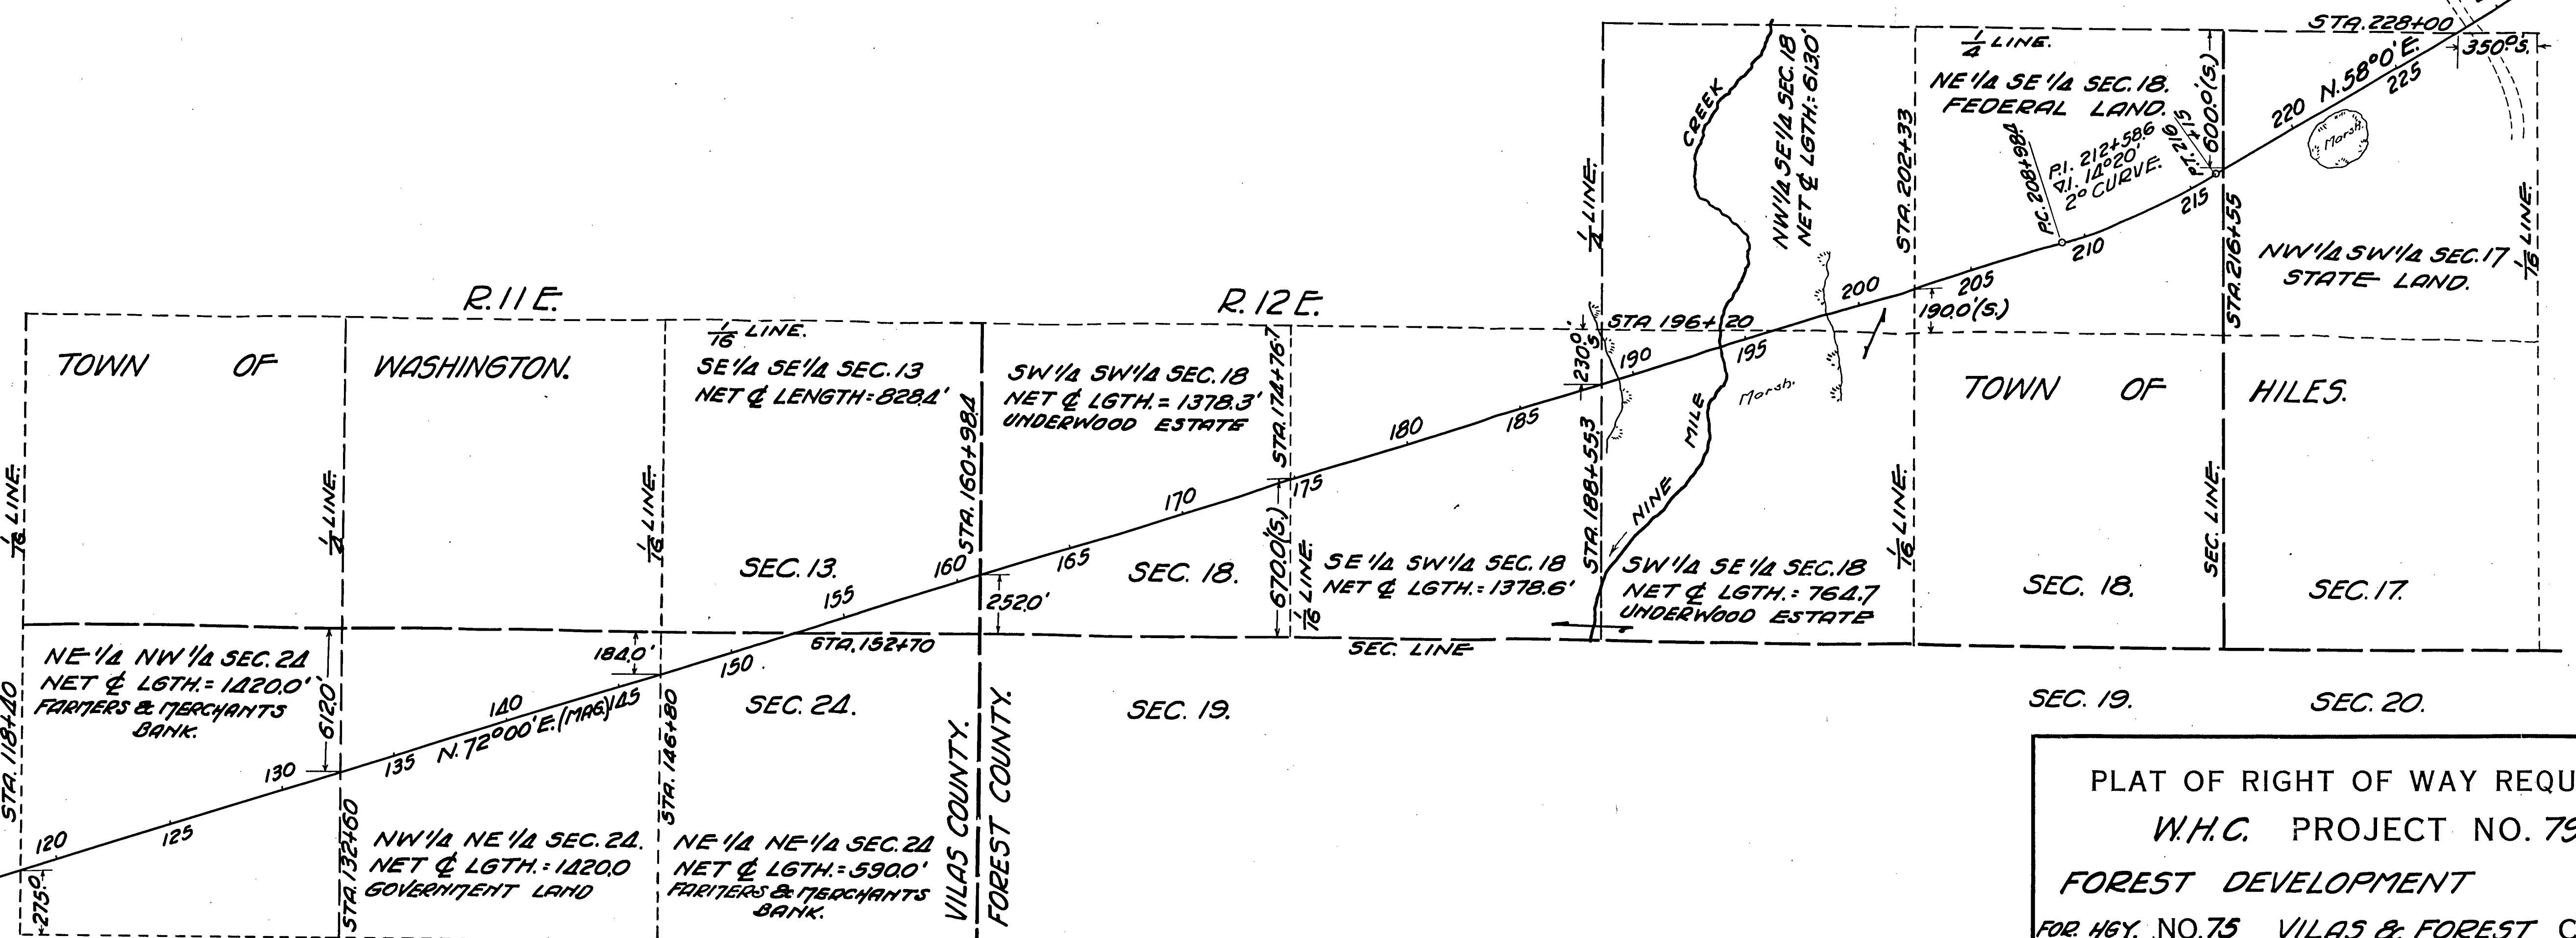 R. 11 E.
R. 12 E.
TOWN OF WASHINGTON.
1/16 LINE.
1/4 LINE.
1/16 LINE.
1/16 LINE.
SE 1/4 SE 1/4 SEC. 13
NET ℄ LENGTH = 828.4'
SEC. 13.
STA. 160+98.4
SW 1/4 SW 1/4 SEC. 18
NET ℄ LGTH. = 1378.3'
UNDERWOOD ESTATE
SEC. 18.
STA. 174+76.7
670.0'(S.)
1/16 LINE.
252.0'
SE 1/4 SW 1/4 SEC. 18
NET ℄ LGTH. = 1378.6'
SEC. LINE
1/4 LINE.
230.0' S.
STA. 188+55.3
STA 196+20
CREEK
NINE MILE
Marsh.
NW 1/4 SE 1/4 SEC. 18
NET ℄ LGTH. = 613.0'
SW 1/4 SE 1/4 SEC. 18
NET ℄ LGTH. = 764.7
UNDERWOOD ESTATE
STA. 202+33
190.0'(S.)
1/16 LINE.
1/4 LINE.
NE 1/4 SE 1/4 SEC. 18.
FEDERAL LAND.
P.C. 208+98.4
P.I. 212+58.6
∇.I. 14°20'
2° CURVE.
P.T. 216+15
600.0'(S.)
STA. 216+55
SEC. LINE.
STA. 228+00
350.0 S.
N. 58°0' E.
Marsh.
NW 1/4 SW 1/4 SEC. 17
STATE LAND.
1/16 LINE.
TOWN OF HILES.
SEC. 18.
SEC. 17.
SEC. 19.
SEC. 20.
SEC. 19.
120
125
130
135
140
145
150
155
160
165
170
175
180
185
190
195
200
205
210
215
220
225
STA. 118+40
275.0
NE 1/4 NW 1/4 SEC. 24
NET ℄ LGTH. = 1420.0'
FARMERS & MERCHANTS
BANK.
612.0'
STA. 132+60
N. 72°00' E. (MAG.)
NW 1/4 NE 1/4 SEC. 24.
NET ℄ LGTH. = 1420.0
GOVERNMENT LAND
184.0'
STA. 146+80
STA. 152+70
SEC. 24.
NE 1/4 NE 1/4 SEC. 24
NET ℄ LGTH. = 590.0'
FARMERS & MERCHANTS
BANK.
VILAS COUNTY.
FOREST COUNTY.
PLAT OF RIGHT OF WAY REQU
W.H.C. PROJECT NO. 79
FOREST DEVELOPMENT
FOR. HGY. NO. 75 VILAS & FOREST C